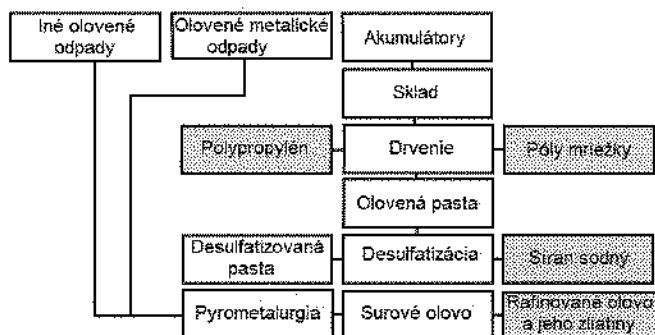 Iné olovené
odpady
Olovené metalické
odpady
Akumulátory
Sklad
Polypropylén
Drvenie
Póly mriežky
Olovená pasta
Desulfatizovaná
pasta
Desulfatizácia
Síran sodný
Pyrometalurgia
Surové olovo
Rafinované olovo
a jeho zliatiny